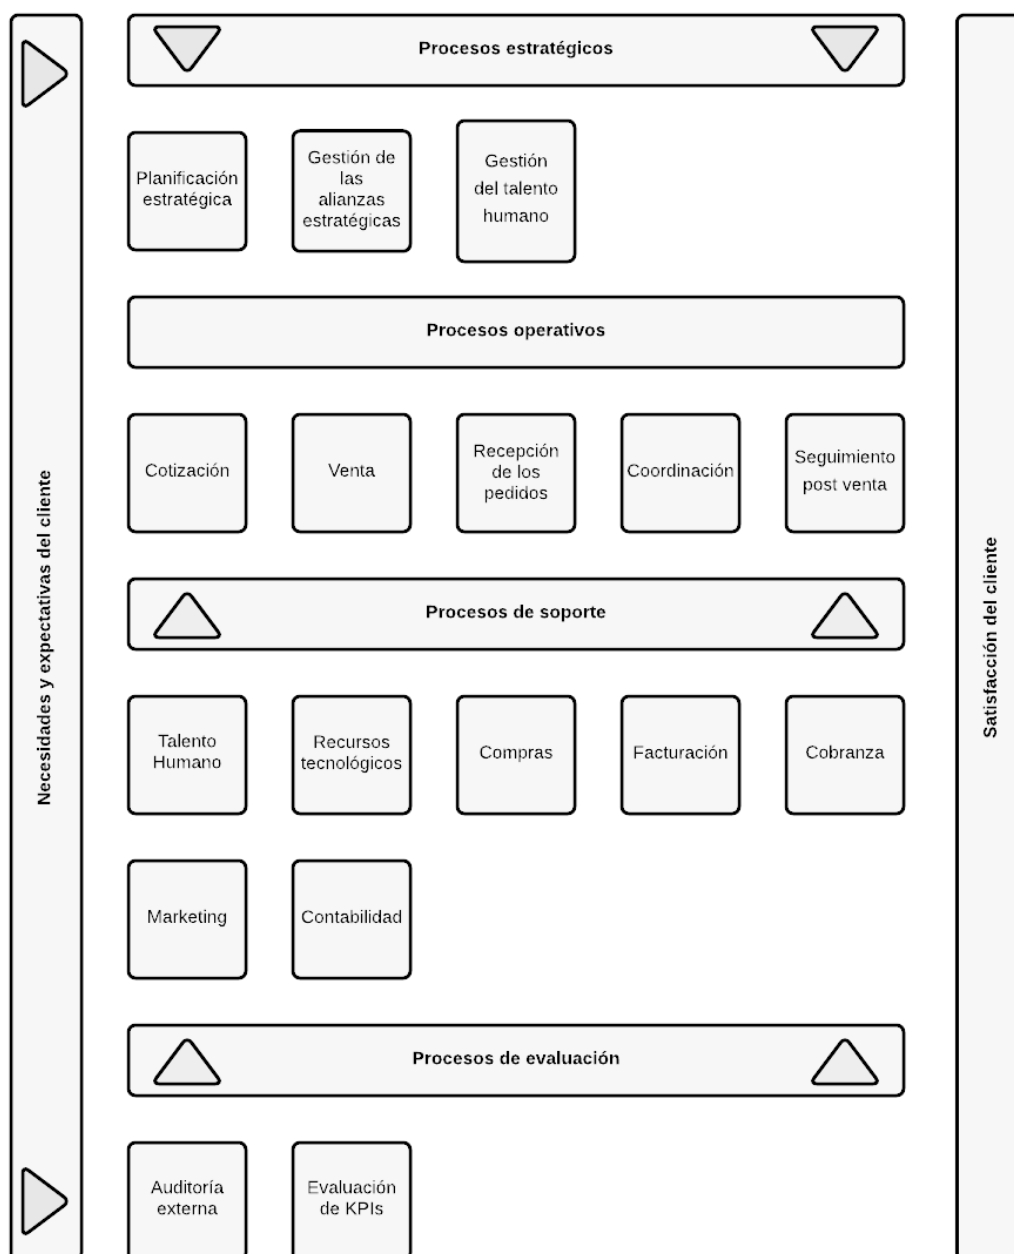 Procesos estratégicos
Planificación
estratégica
Gestión de
las
alianzas
estratégicas
Gestión
del talento
humano
Procesos operativos
Cotización
Venta
Recepción
de los
pedidos
Coordinación
Seguimiento
post venta
Necesidades y expectativas del cliente
Satisfacción del cliente
Procesos de soporte
Talento
Humano
Recursos
tecnológicos
Compras
Facturación
Cobranza
Marketing
Contabilidad
Procesos de evaluación
Auditoría
externa
Evaluación
de KPIs